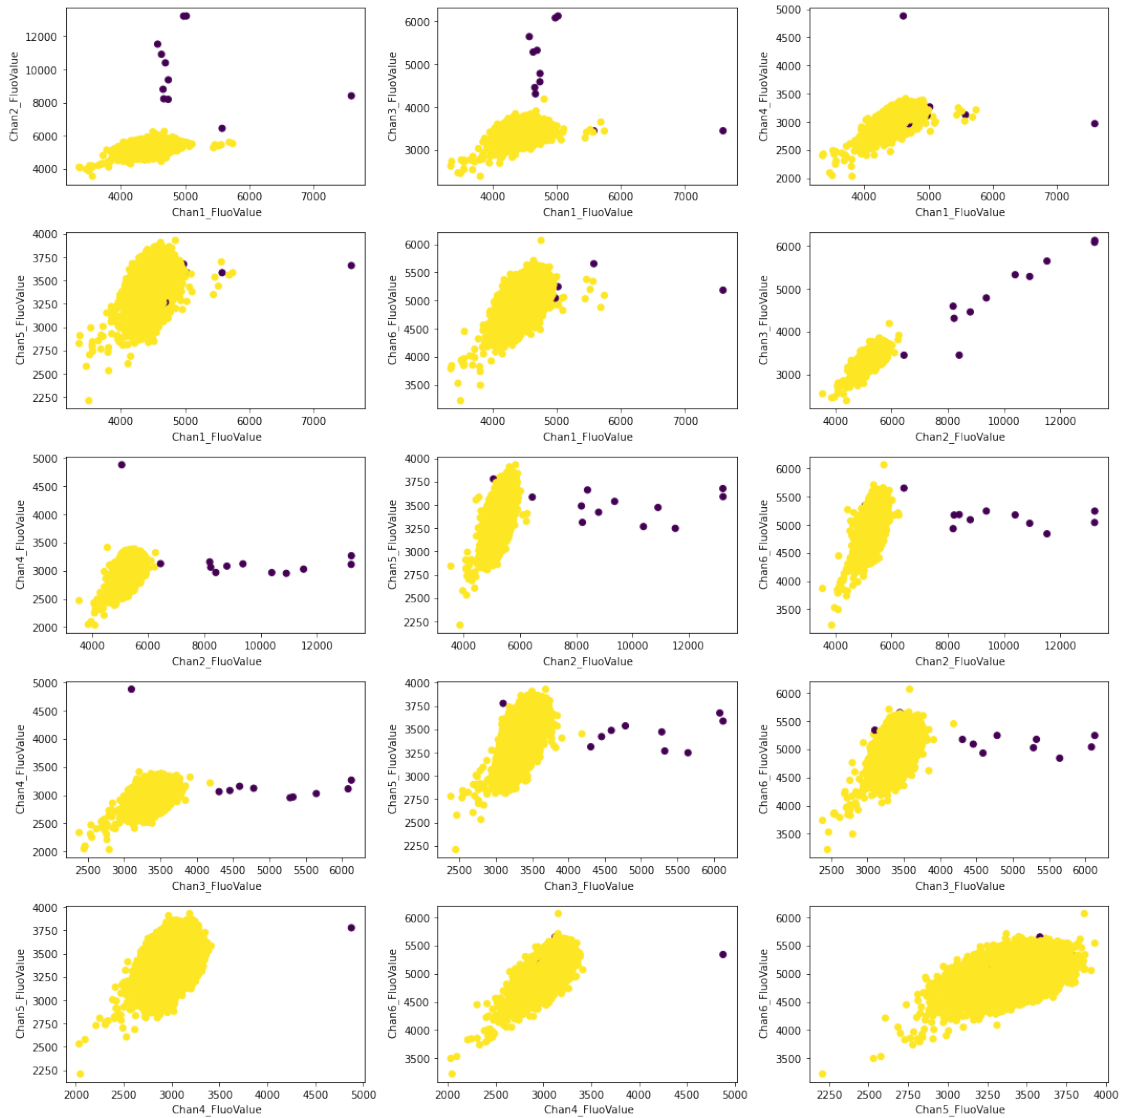 Chan2_FluoValue
12000
10000
8000
6000
4000
4000 5000 6000 7000
Chan1_FluoValue
Chan3_FluoValue
6000
5000
4000
3000
4000 5000 6000 7000
Chan1_FluoValue
Chan4_FluoValue
5000
4500
4000
3500
3000
2500
2000
4000 5000 6000 7000
Chan1_FluoValue
Chan5_FluoValue
4000
3750
3500
3250
3000
2750
2500
2250
4000 5000 6000 7000
Chan1_FluoValue
Chan6_FluoValue
6000
5500
5000
4500
4000
3500
4000 5000 6000 7000
Chan1_FluoValue
Chan3_FluoValue
6000
5000
4000
3000
4000 6000 8000 10000 12000
Chan2_FluoValue
Chan4_FluoValue
5000
4500
4000
3500
3000
2500
2000
4000 6000 8000 10000 12000
Chan2_FluoValue
Chan5_FluoValue
4000
3750
3500
3250
3000
2750
2500
2250
4000 6000 8000 10000 12000
Chan2_FluoValue
Chan6_FluoValue
6000
5500
5000
4500
4000
3500
4000 6000 8000 10000 12000
Chan2_FluoValue
Chan4_FluoValue
5000
4500
4000
3500
3000
2500
2000
2500 3000 3500 4000 4500 5000 5500 6000
Chan3_FluoValue
Chan5_FluoValue
4000
3750
3500
3250
3000
2750
2500
2250
2500 3000 3500 4000 4500 5000 5500 6000
Chan3_FluoValue
Chan6_FluoValue
6000
5500
5000
4500
4000
3500
2500 3000 3500 4000 4500 5000 5500 6000
Chan3_FluoValue
Chan5_FluoValue
4000
3750
3500
3250
3000
2750
2500
2250
2000 2500 3000 3500 4000 4500 5000
Chan4_FluoValue
Chan6_FluoValue
6000
5500
5000
4500
4000
3500
2000 2500 3000 3500 4000 4500 5000
Chan4_FluoValue
Chan6_FluoValue
6000
5500
5000
4500
4000
3500
2250 2500 2750 3000 3250 3500 3750 4000
Chan5_FluoValue